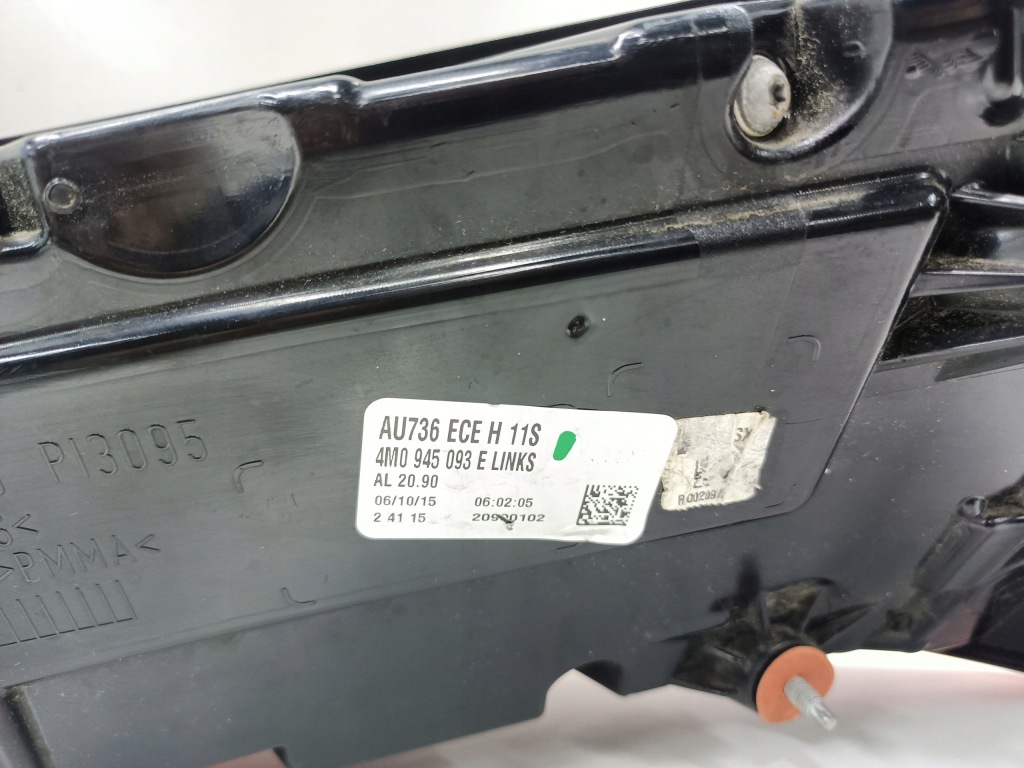 PI3095
>PMMA<
AU736 ECE H 11S
4M0 945 093 E LINKS
AL 20.90
06/10/15 06:02:05
2 41 15 20900102